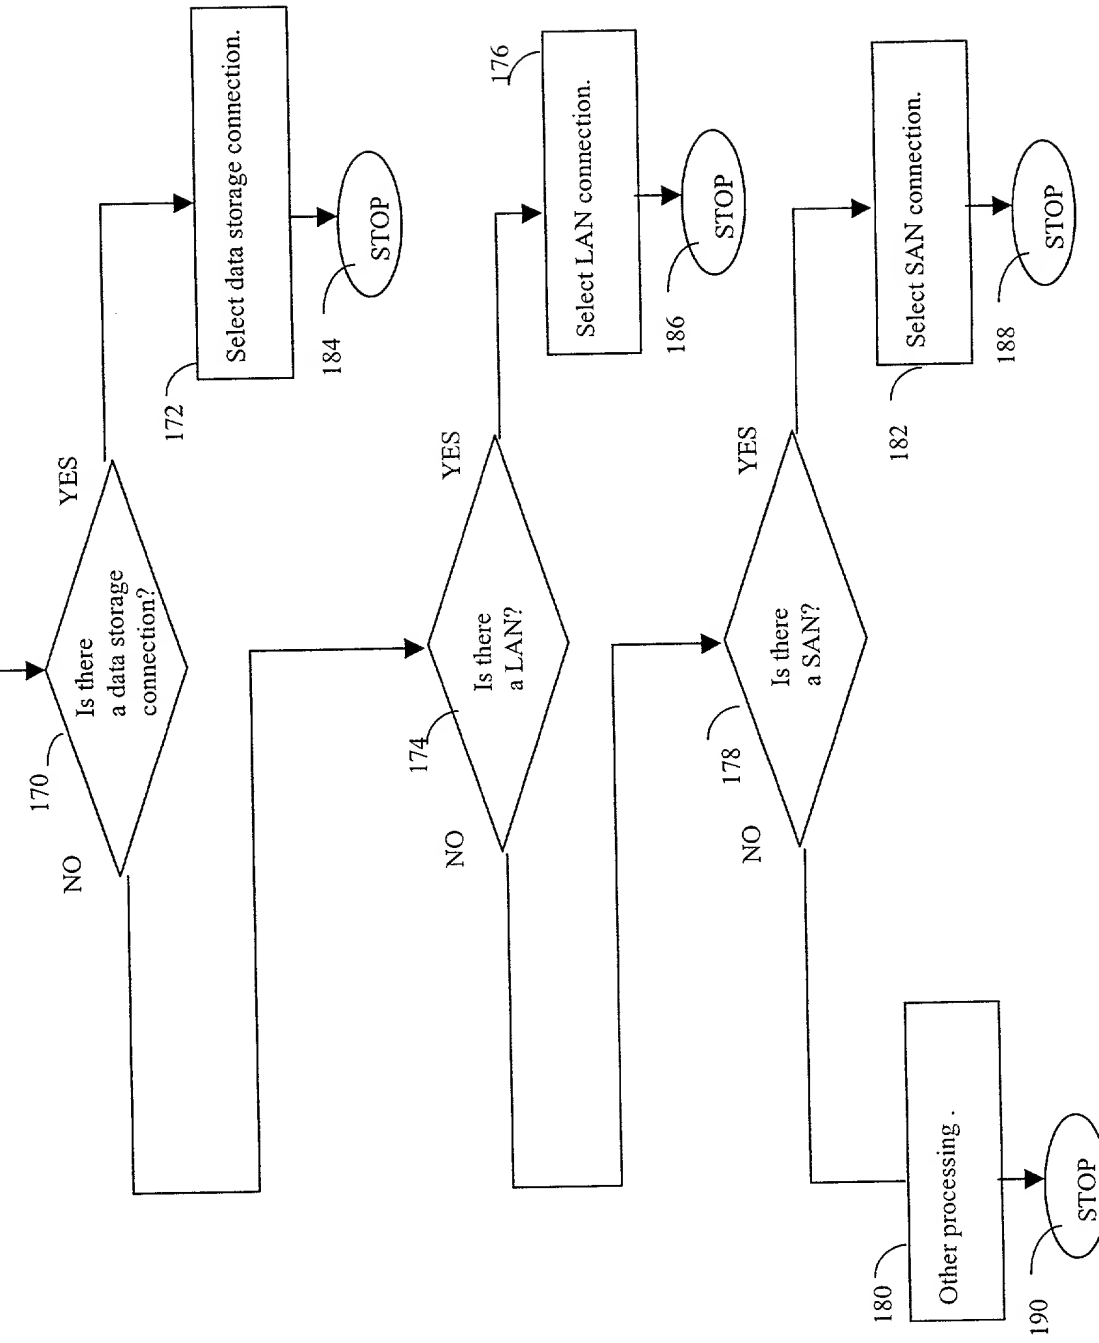 170
Is there
a data storage
connection?
YES
NO
172
Select data storage connection.
184
STOP
174
Is there
a LAN?
YES
NO
176
Select LAN connection.
186
STOP
178
Is there
a SAN?
YES
NO
182
Select SAN connection.
188
STOP
180
Other processing .
190
STOP